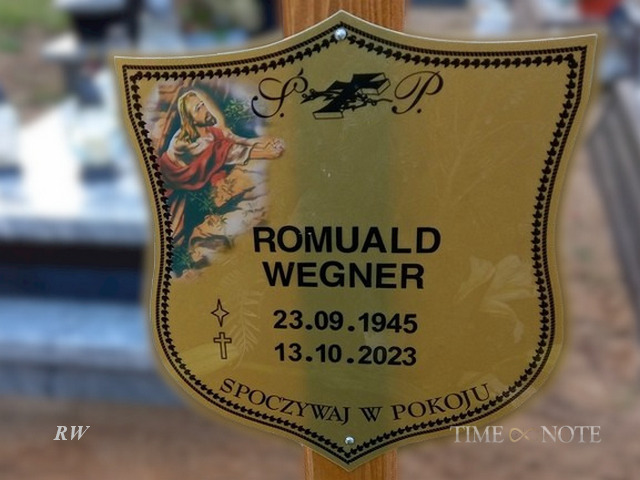 Ś. P.
ROMUALD
WEGNER
23.09.1945
13.10.2023
SPOCZYWAJ W POKOJU
RW
TIME ∞ NOTE